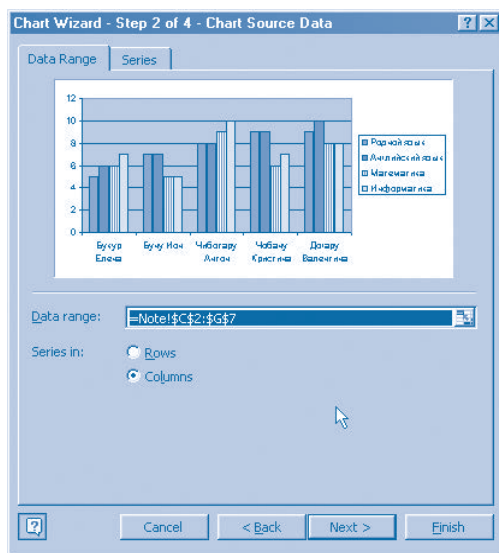 Chart Wizard - Step 2 of 4 - Chart Source Data
Data Range
Series
12
10
8
6
4
2
0
Букур Елена
Бучу Ион
Чиботару Антон
Чобану Кристина
Догару Валентина
Родной язык
Английский язык
Математика
Информатика
Data range:
=Note!$C$2:$G$7
Series in:
Rows
Columns
Cancel
< Back
Next >
Finish